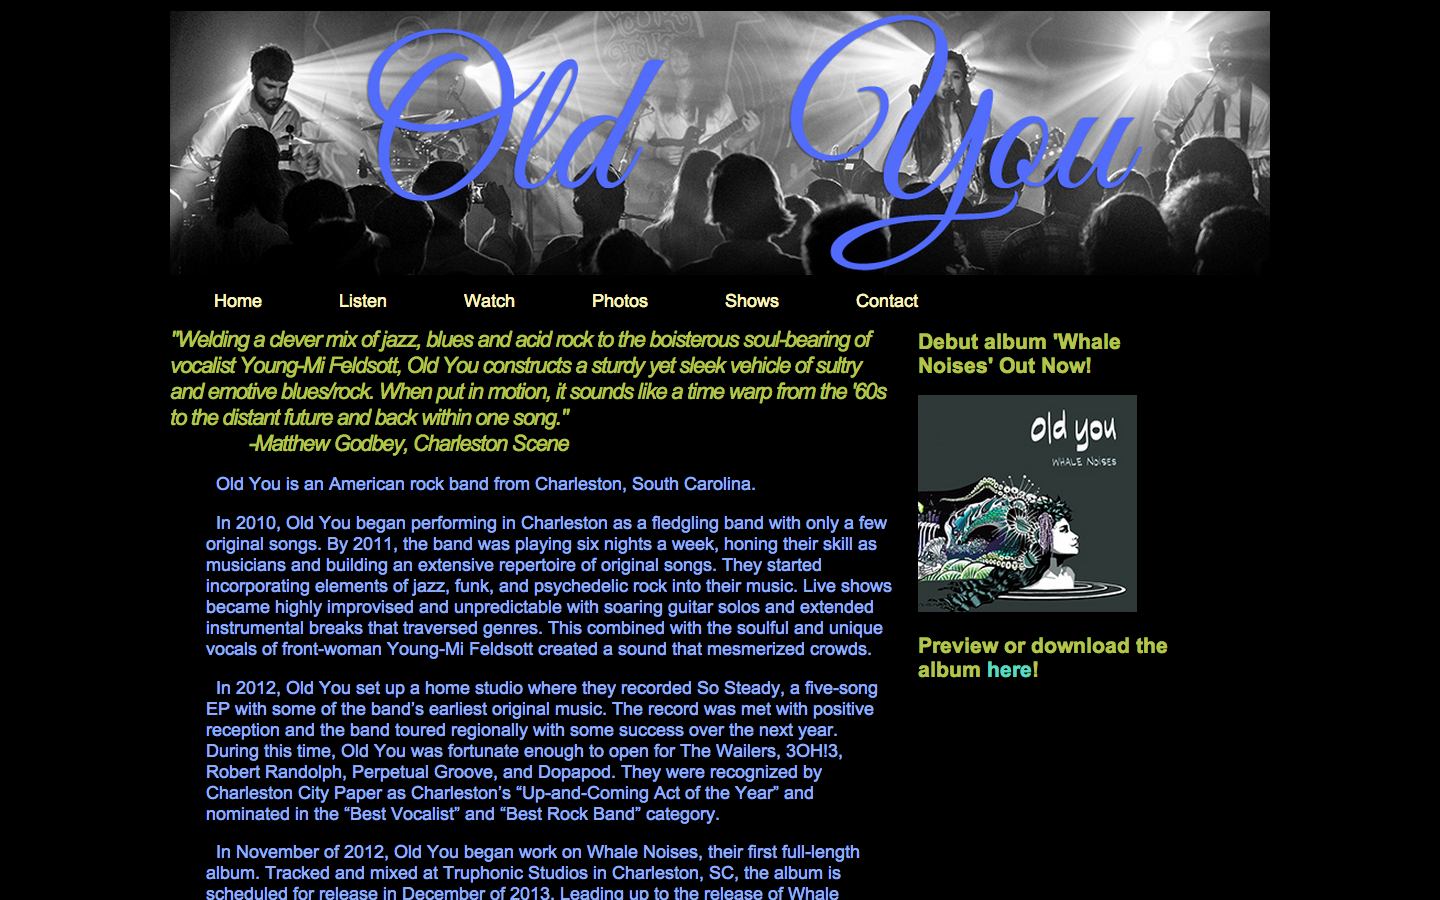 Old You
Home Listen Watch Photos Shows Contact
"Welding a clever mix of jazz, blues and acid rock to the boisterous soul-bearing of
vocalist Young-Mi Feldsott, Old You constructs a sturdy yet sleek vehicle of sultry
and emotive blues/rock. When put in motion, it sounds like a time warp from the '60s
to the distant future and back within one song."
-Matthew Godbey, Charleston Scene
Old You is an American rock band from Charleston, South Carolina.
In 2010, Old You began performing in Charleston as a fledgling band with only a few
original songs. By 2011, the band was playing six nights a week, honing their skill as
musicians and building an extensive repertoire of original songs. They started
incorporating elements of jazz, funk, and psychedelic rock into their music. Live shows
became highly improvised and unpredictable with soaring guitar solos and extended
instrumental breaks that traversed genres. This combined with the soulful and unique
vocals of front-woman Young-Mi Feldsott created a sound that mesmerized crowds.
In 2012, Old You set up a home studio where they recorded So Steady, a five-song
EP with some of the band’s earliest original music. The record was met with positive
reception and the band toured regionally with some success over the next year.
During this time, Old You was fortunate enough to open for The Wailers, 3OH!3,
Robert Randolph, Perpetual Groove, and Dopapod. They were recognized by
Charleston City Paper as Charleston’s “Up-and-Coming Act of the Year” and
nominated in the “Best Vocalist” and “Best Rock Band” category.
In November of 2012, Old You began work on Whale Noises, their first full-length
album. Tracked and mixed at Truphonic Studios in Charleston, SC, the album is
scheduled for release in December of 2013. Leading up to the release of Whale
Debut album 'Whale
Noises' Out Now!
old you
WHALE NOISES
Preview or download the
album here!